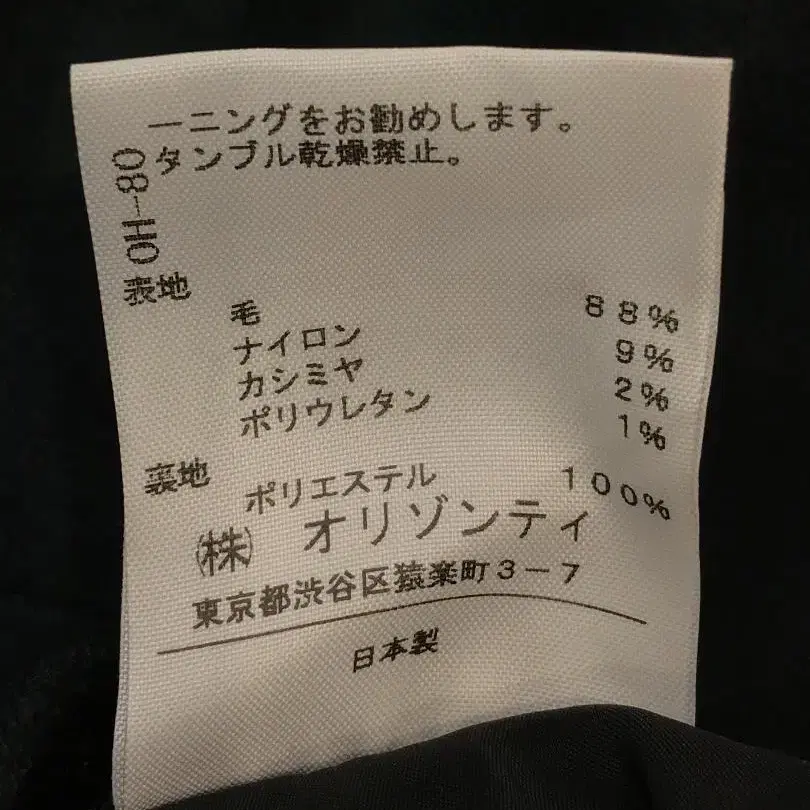 ーニングをお勧めします。
タンブル乾燥禁止。
08-HO
表地
毛 88%
ナイロン 9%
カシミヤ 2%
ポリウレタン 1%
裏地
ポリエステル 100%
㈱ オリゾンティ
東京都渋谷区猿楽町3-7
日本製